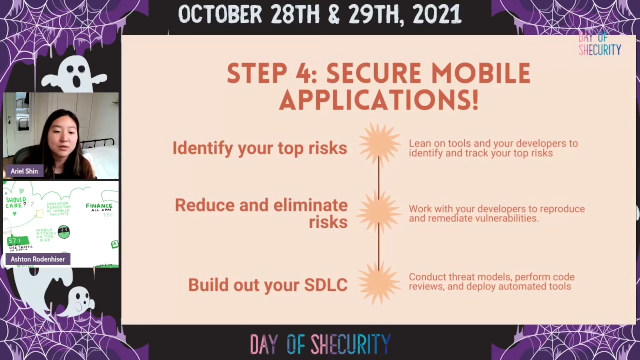 OCTOBER 28TH & 29TH, 2021
DAY OF
SHECURITY
STEP 4: SECURE MOBILE
APPLICATIONS!
Identify your top risks
Lean on tools and your developers to
identify and track your top risks
Reduce and eliminate
risks
Work with your developers to reproduce
and remediate vulnerabilities.
Build out your SDLC
Conduct threat models, perform code
reviews, and deploy automated tools
Ariel Shin
SHOULD
CARE?
FINANCE
Ashton Rodenhiser
DAY OF SHECURITY